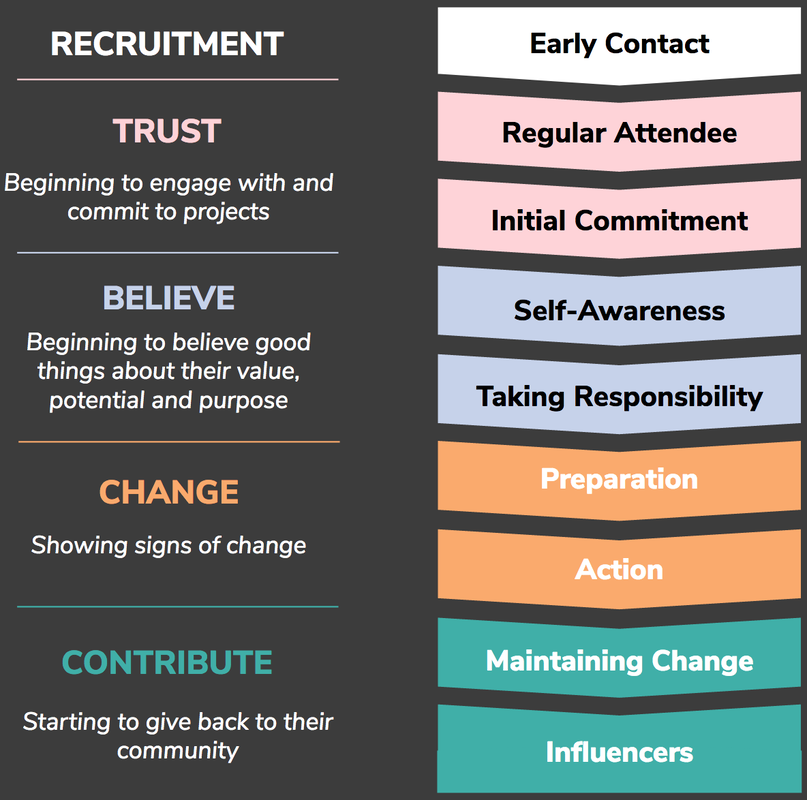 RECRUITMENT
Early Contact
TRUST
Beginning to engage with and
commit to projects
Regular Attendee
Initial Commitment
BELIEVE
Beginning to believe good
things about their value,
potential and purpose
Self-Awareness
Taking Responsibility
CHANGE
Showing signs of change
Preparation
Action
CONTRIBUTE
Starting to give back to their
community
Maintaining Change
Influencers